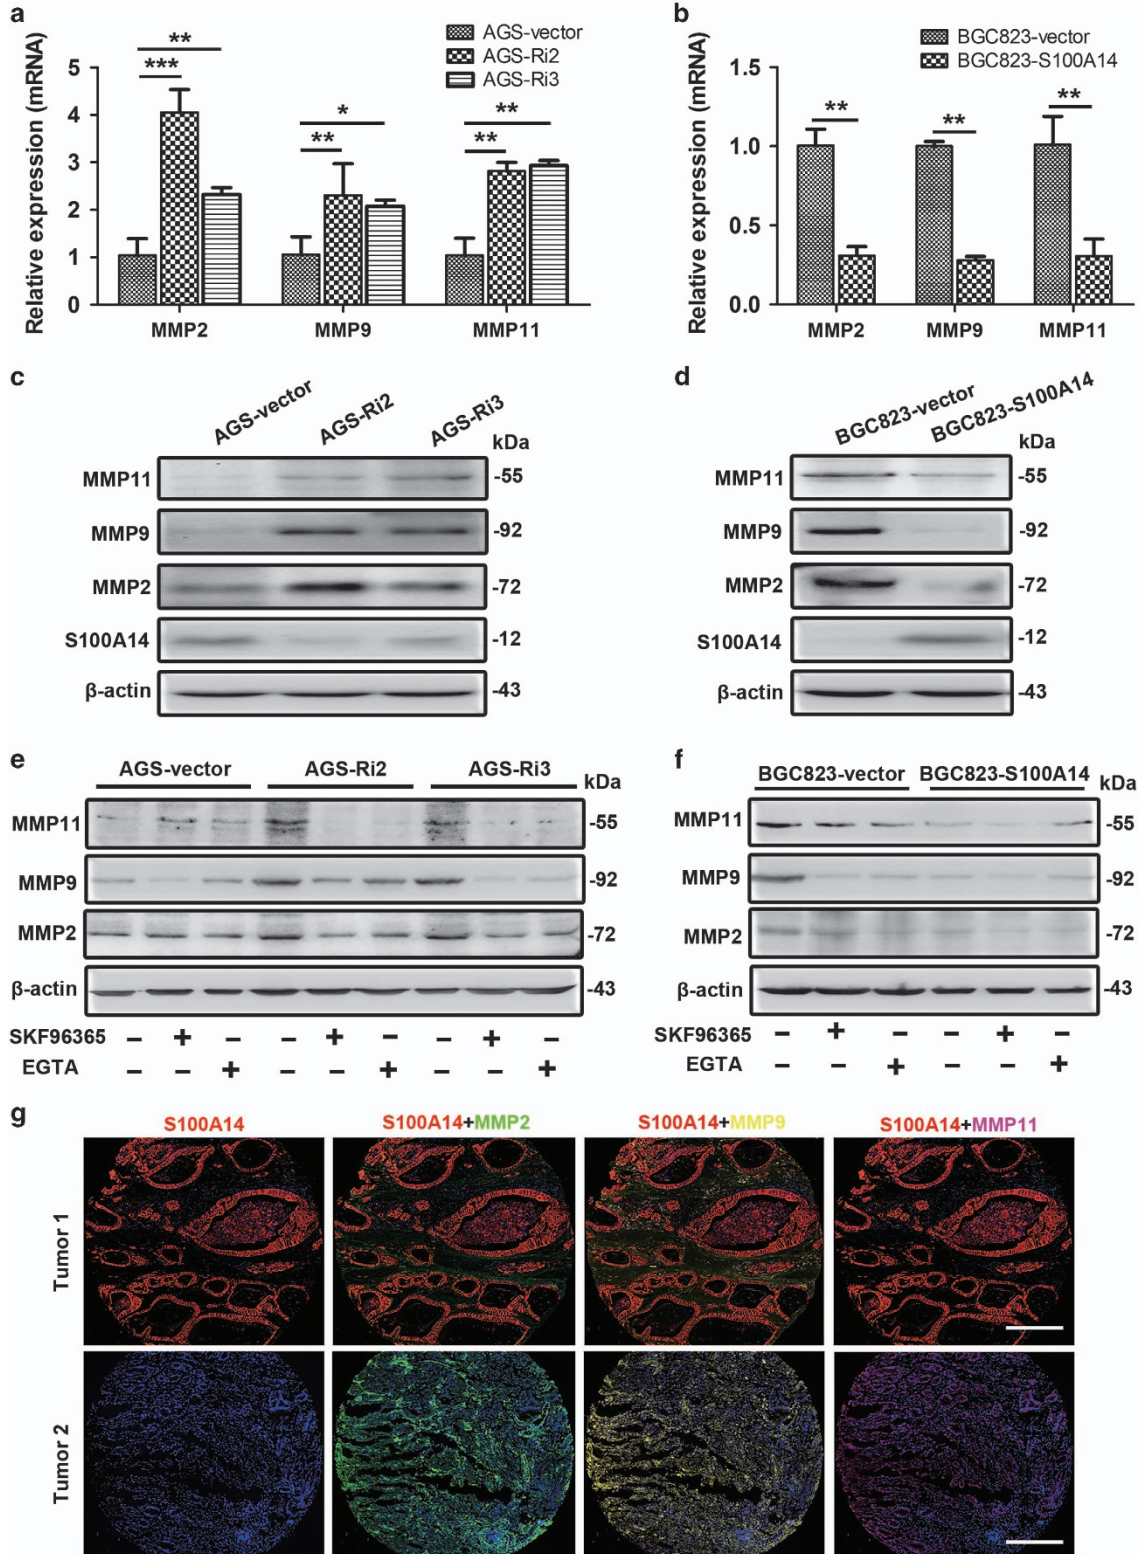 a
AGS-vector
AGS-Ri2
AGS-Ri3
Relative expression (mRNA)
5
4
3
2
1
0
***
**
**
*
**
**
MMP2
MMP9
MMP11
b
BGC823-vector
BGC823-S100A14
Relative expression (mRNA)
1.5
1.0
0.5
0.0
**
**
**
MMP2
MMP9
MMP11
c
AGS-vector
AGS-Ri2
AGS-Ri3
kDa
MMP11
-55
MMP9
-92
MMP2
-72
S100A14
-12
β-actin
-43
d
BGC823-vector
BGC823-S100A14
kDa
MMP11
-55
MMP9
-92
MMP2
-72
S100A14
-12
β-actin
-43
e
AGS-vector AGS-Ri2 AGS-Ri3
kDa
MMP11
-55
MMP9
-92
MMP2
-72
β-actin
-43
SKF96365 – + – – + – – + –
EGTA – – + – – + – – +
f
BGC823-vector BGC823-S100A14
kDa
MMP11
-55
MMP9
-92
MMP2
-72
β-actin
-43
SKF96365 – + – – + –
EGTA – – + – – +
g
S100A14 S100A14+MMP2 S100A14+MMP9 S100A14+MMP11
Tumor 1
Tumor 2